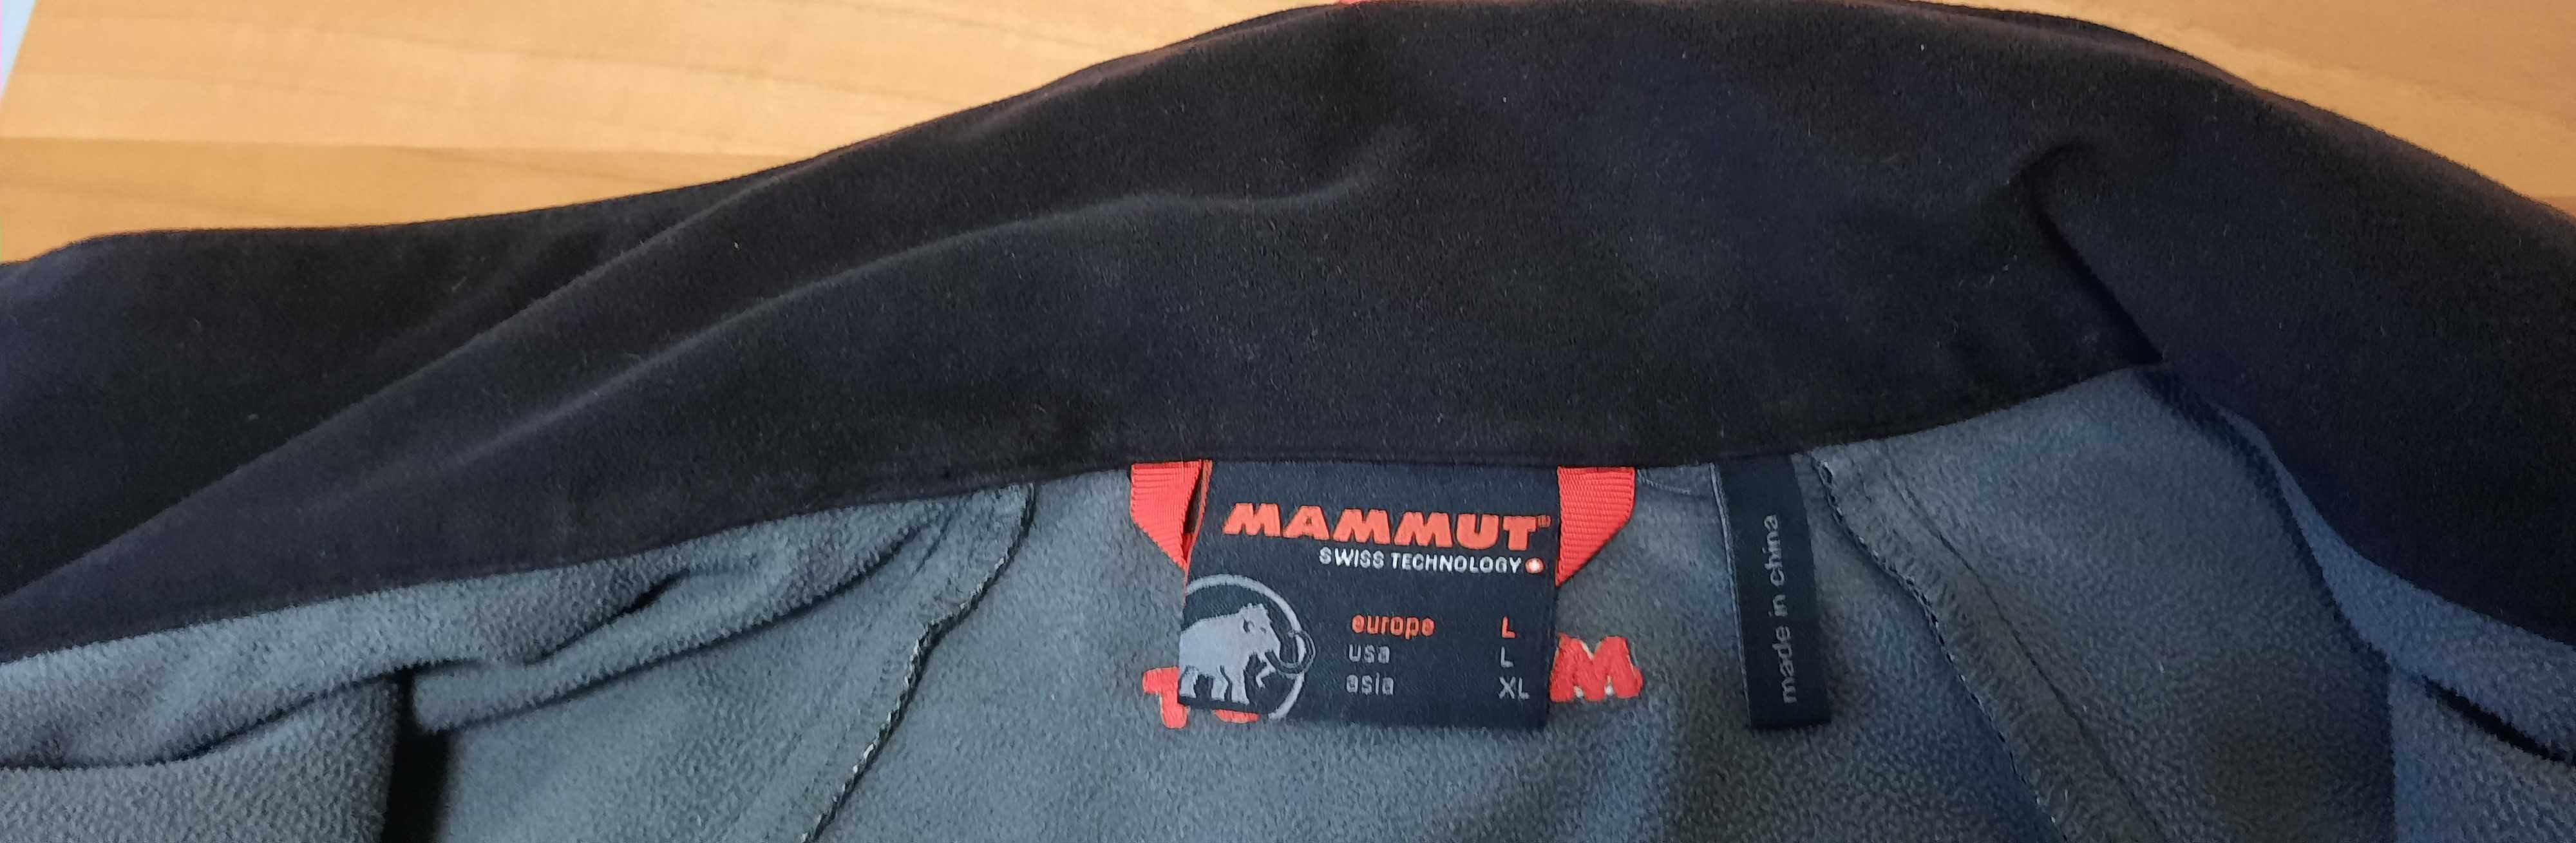 MAMMUT®
SWISS TECHNOLOGY
europe L
usa L
asia XL
made in china